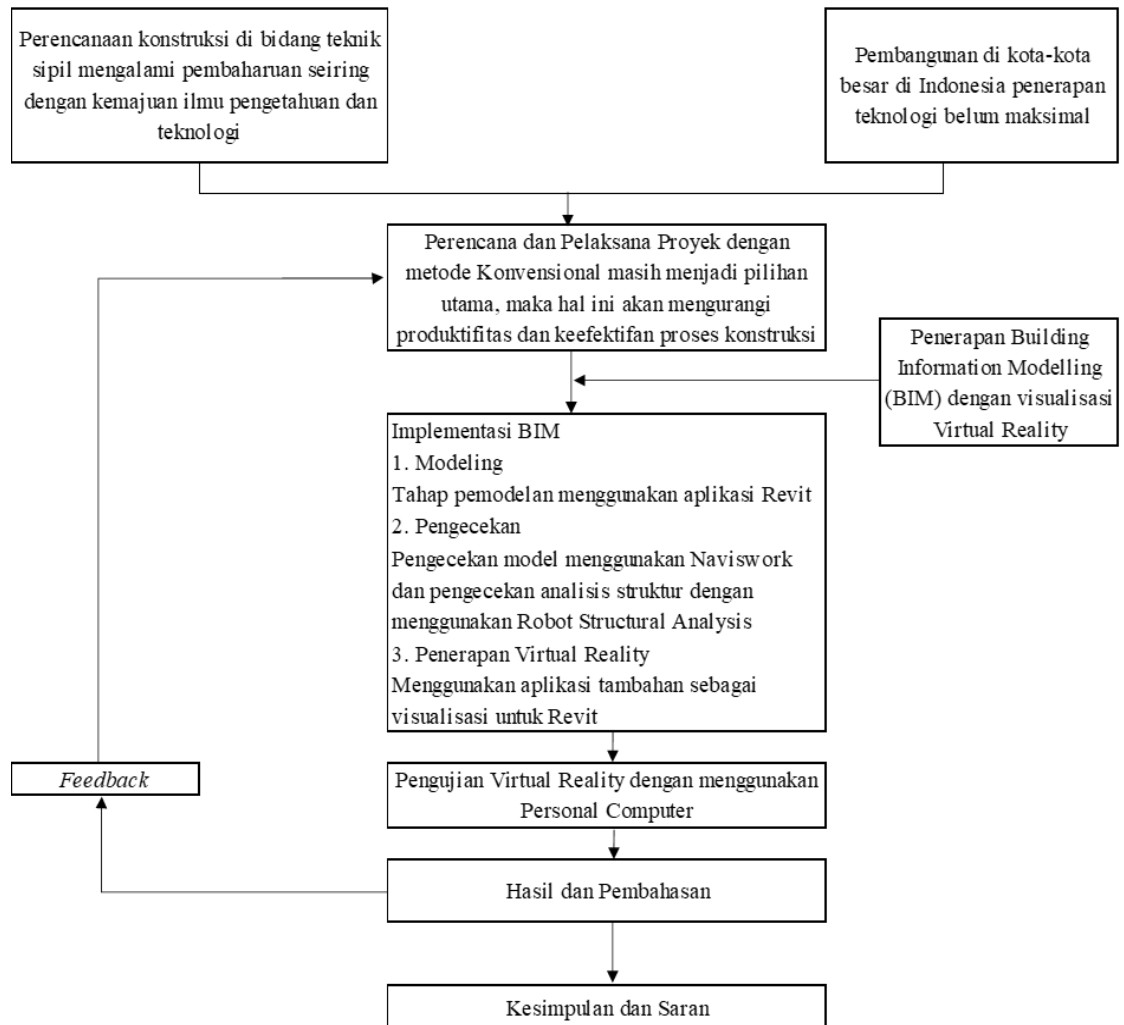 Perencanaan konstruksi di bidang teknik
sipil mengalami pembaharuan seiring
dengan kemajuan ilmu pengetahuan dan
teknologi
Pembangunan di kota-kota
besar di Indonesia penerapan
teknologi belum maksimal
Perencana dan Pelaksana Proyek dengan
metode Konvensional masih menjadi pilihan
utama, maka hal ini akan mengurangi
produktifitas dan keefektifan proses konstruksi
Penerapan Building
Information Modelling
(BIM) dengan visualisasi
Virtual Reality
Implementasi BIM
1. Modeling
Tahap pemodelan menggunakan aplikasi Revit
2. Pengecekan
Pengecekan model menggunakan Naviswork
dan pengecekan analisis struktur dengan
menggunakan Robot Structural Analysis
3. Penerapan Virtual Reality
Menggunakan aplikasi tambahan sebagai
visualisasi untuk Revit
Feedback
Pengujian Virtual Reality dengan menggunakan
Personal Computer
Hasil dan Pembahasan
Kesimpulan dan Saran